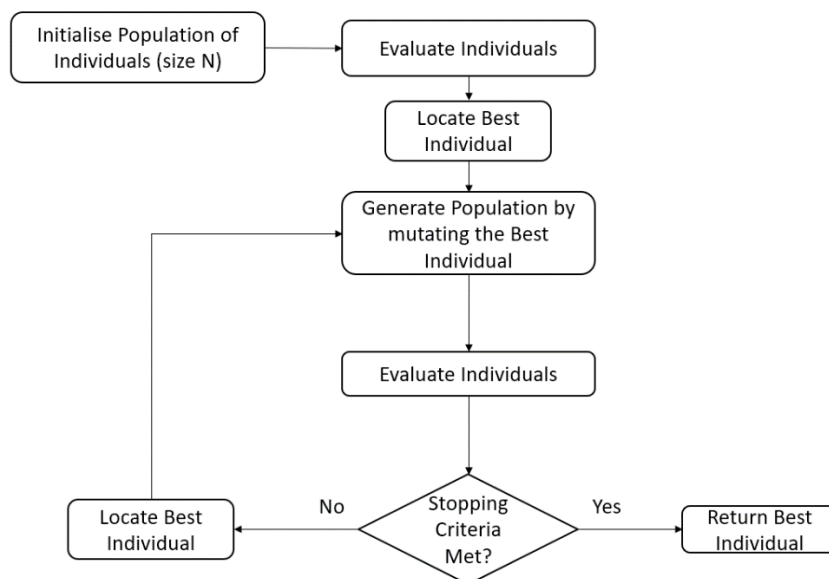 Initialise Population of
Individuals (size N)
Evaluate Individuals
Locate Best
Individual
Generate Population by
mutating the Best
Individual
Evaluate Individuals
Stopping
Criteria
Met?
No
Yes
Locate Best
Individual
Return Best
Individual